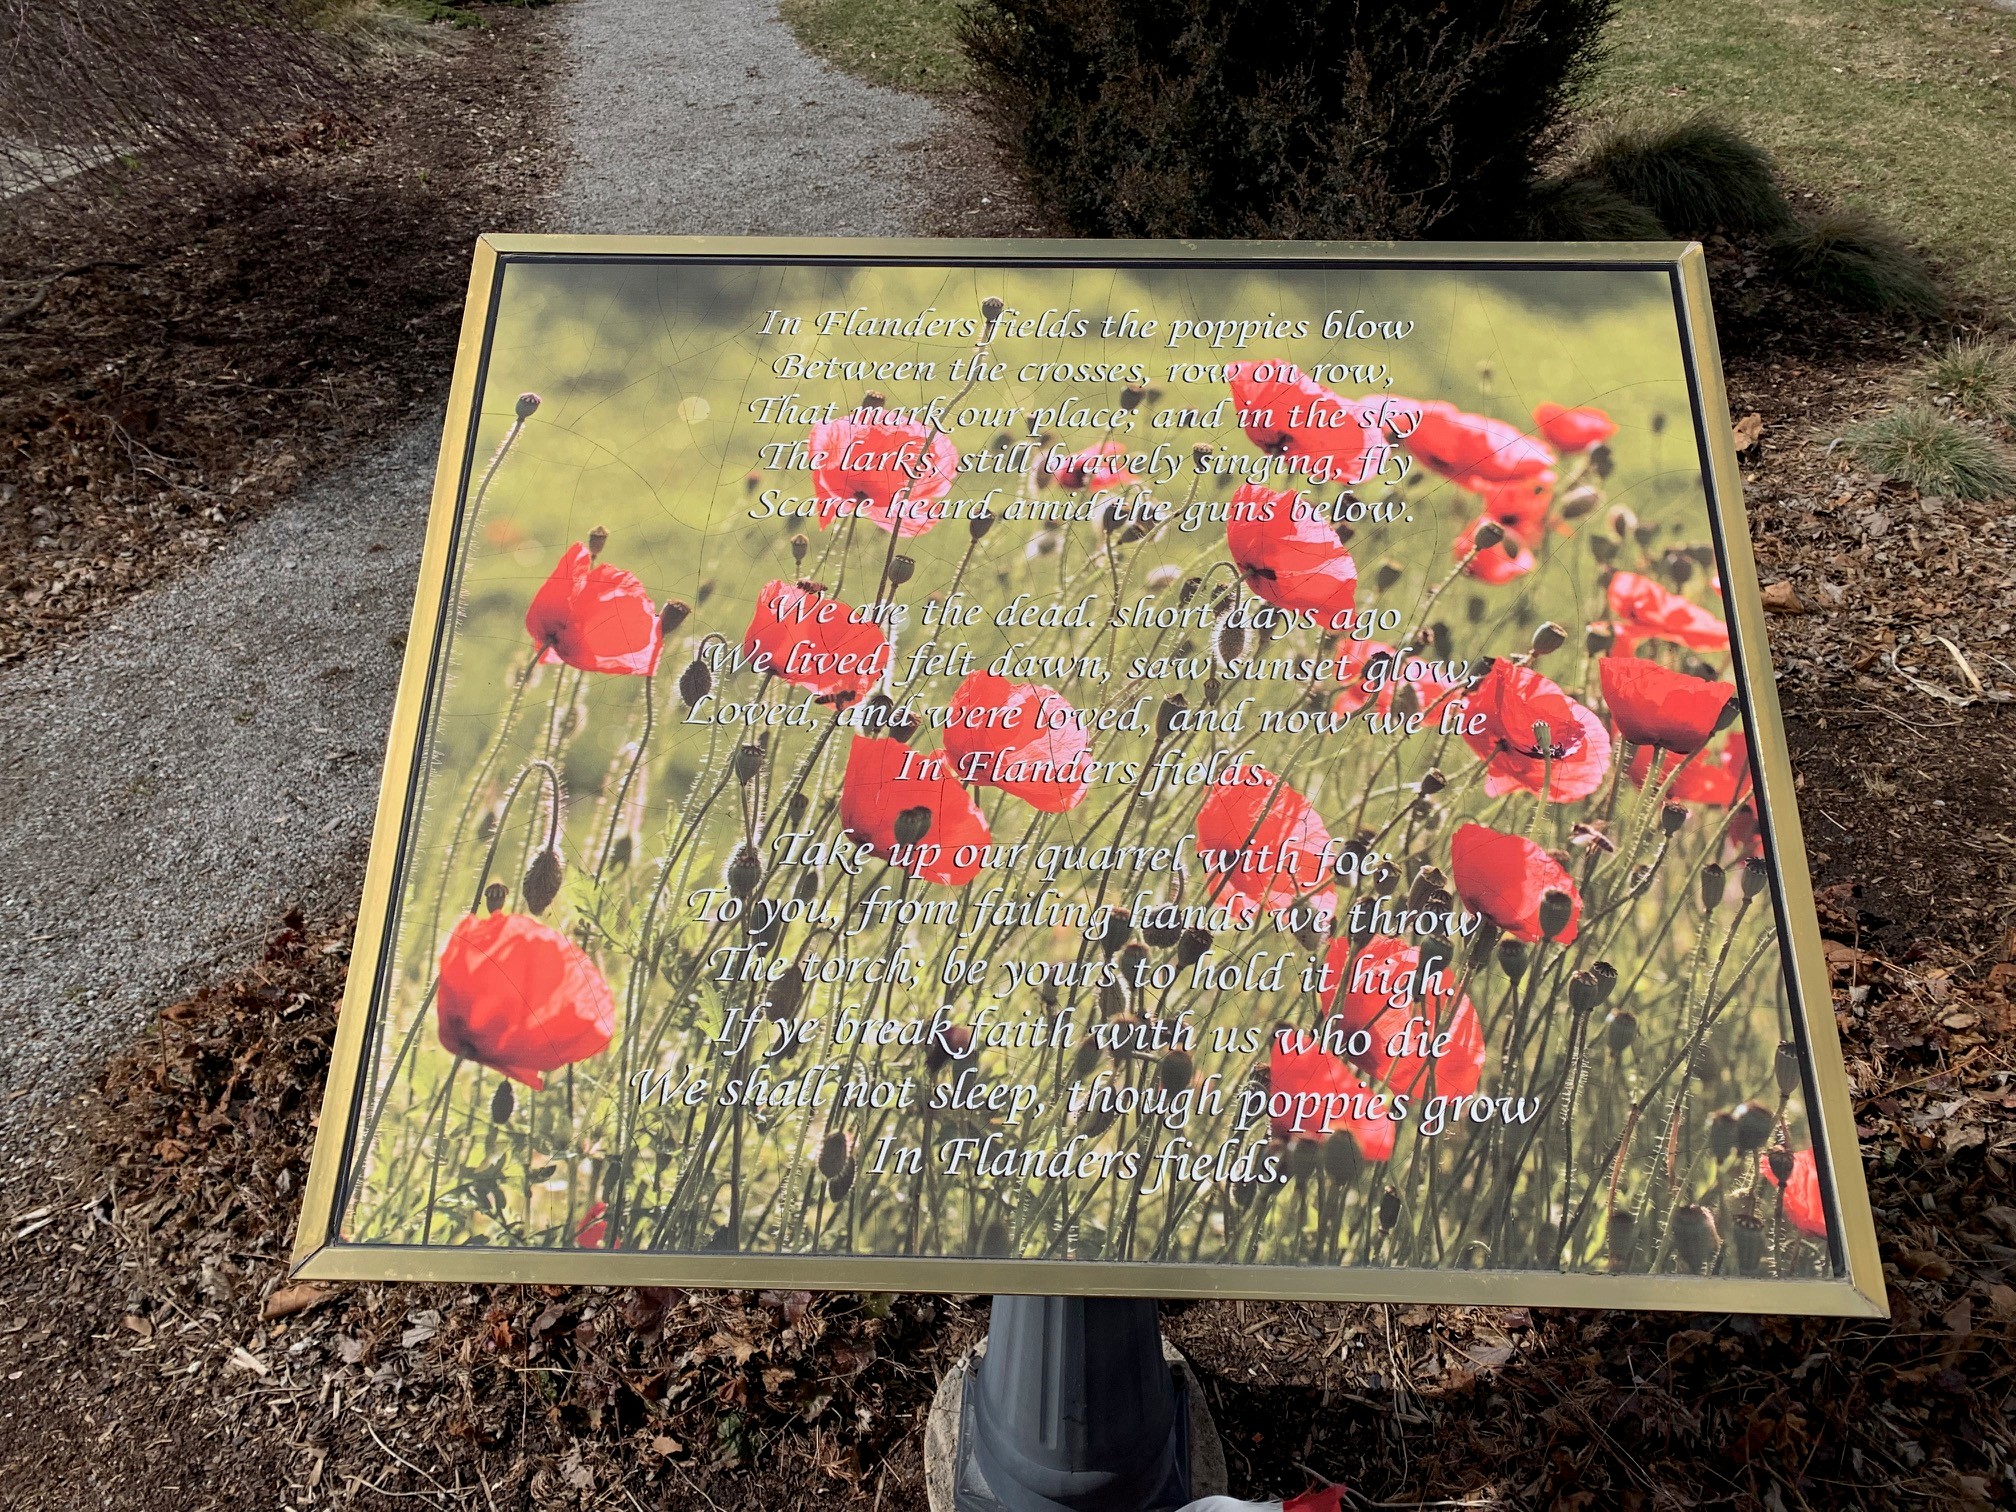 In Flanders fields the poppies blow
Between the crosses, row on row,
That mark our place; and in the sky
The larks, still bravely singing, fly
Scarce heard amid the guns below.
We are the dead. short days ago
We lived, felt dawn, saw sunset glow,
Loved, and were loved, and now we lie
In Flanders fields.
Take up our quarrel with foe;
To you, from failing hands we throw
The torch; be yours to hold it high.
If ye break faith with us who die
We shall not sleep, though poppies grow
In Flanders fields.